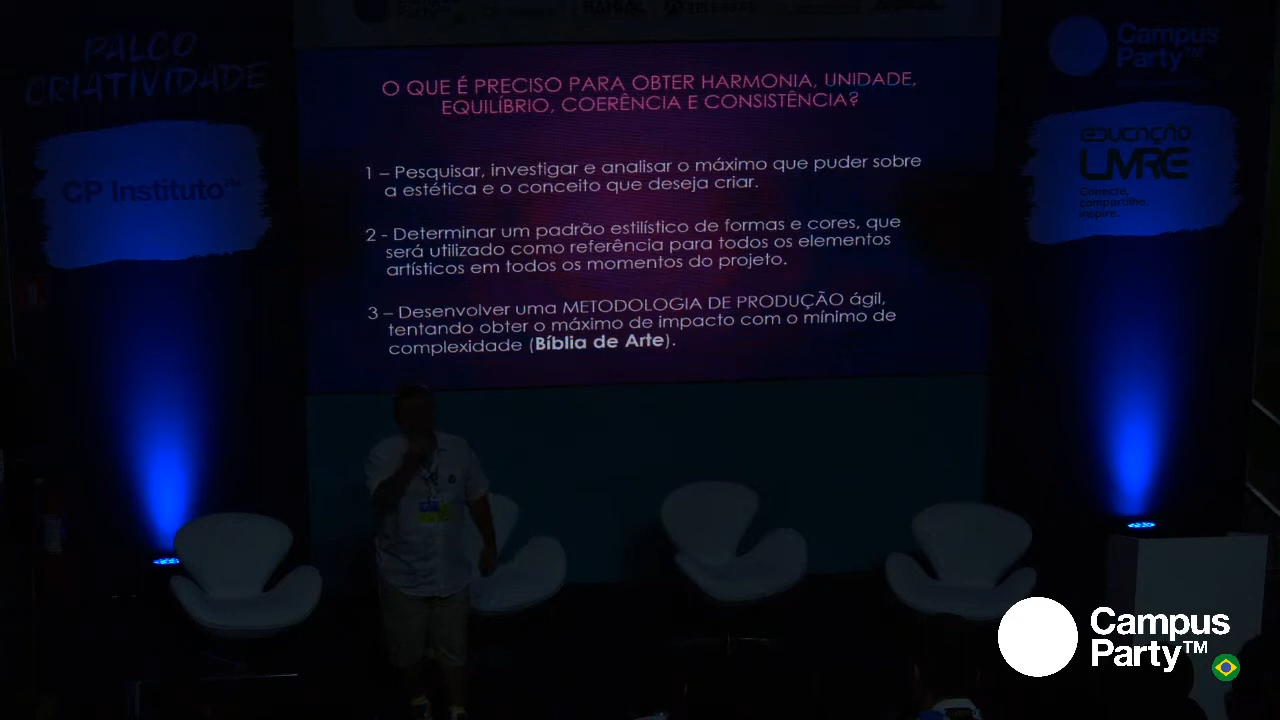 PALCO
CRIATIVIDADE
CP Instituto™
O QUE É PRECISO PARA OBTER HARMONIA, UNIDADE,
EQUILÍBRIO, COERÊNCIA E CONSISTÊNCIA?
1 – Pesquisar, investigar e analisar o máximo que puder sobre
a estética e o conceito que deseja criar.
2 - Determinar um padrão estilístico de formas e cores, que
será utilizado como referência para todos os elementos
artísticos em todos os momentos do projeto.
3 – Desenvolver uma METODOLOGIA DE PRODUÇÃO ágil,
tentando obter o máximo de impacto com o mínimo de
complexidade (Bíblia de Arte).
Campus
Party™
EDUCAÇÃO
LIVRE
Conecte,
compartilhe,
inspire.
Campus
Party™